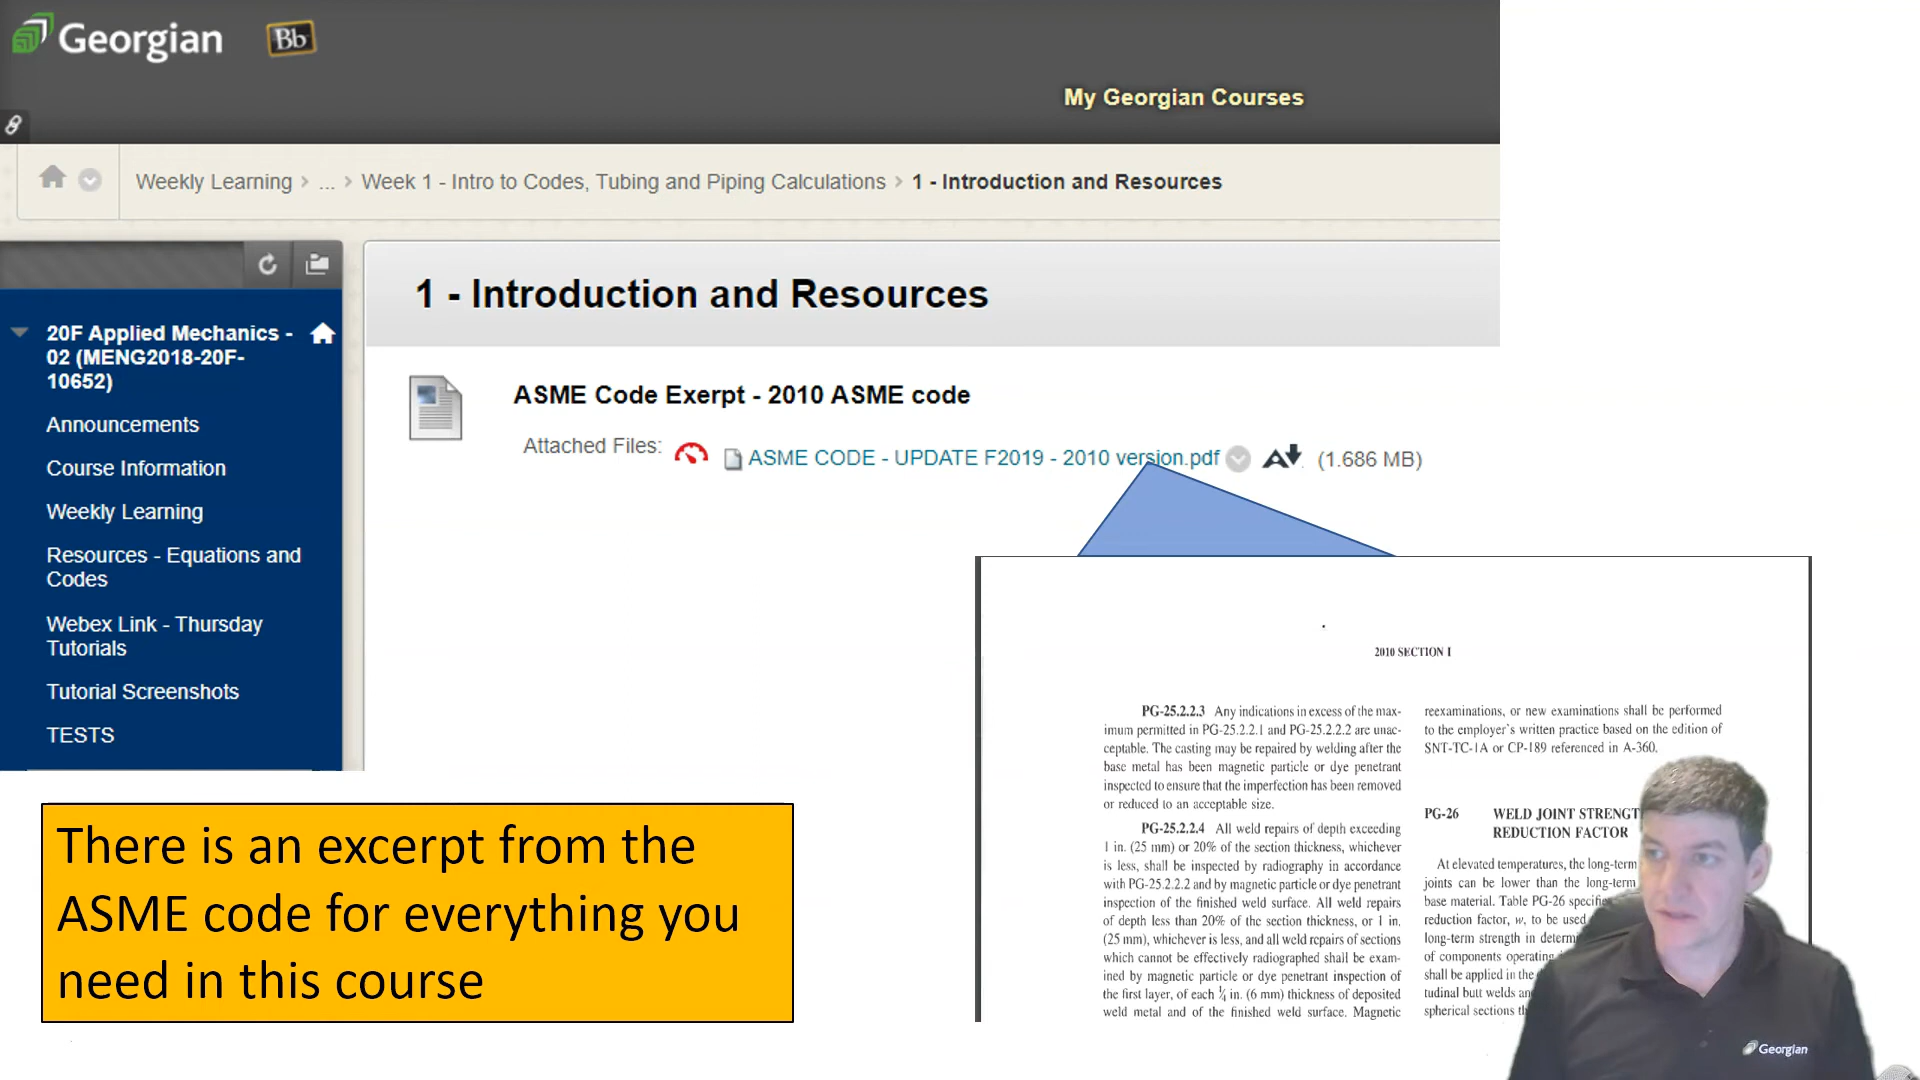 Georgian
Bb
My Georgian Courses
Weekly Learning > ... > Week 1 - Intro to Codes, Tubing and Piping Calculations > 1 - Introduction and Resources
1 - Introduction and Resources
20F Applied Mechanics -
02 (MENG2018-20F-
10652)
Announcements
Course Information
Weekly Learning
Resources - Equations and
Codes
Webex Link - Thursday
Tutorials
Tutorial Screenshots
TESTS
ASME Code Exerpt - 2010 ASME code
Attached Files: ASME CODE - UPDATE F2019 - 2010 version.pdf A (1.686 MB)
There is an excerpt from the
ASME code for everything you
need in this course
2010 SECTION I
PG-25.2.2.3 Any indications in excess of the max-
imum permitted in PG-25.2.2.1 and PG-25.2.2.2 are unac-
ceptable. The casting may be repaired by welding after the
base metal has been magnetic particle or dye penetrant
inspected to ensure that the imperfection has been removed
or reduced to an acceptable size.
PG-25.2.2.4 All weld repairs of depth exceeding
1 in. (25 mm) or 20% of the section thickness, whichever
is less, shall be inspected by radiography in accordance
with PG-25.2.2.2 and by magnetic particle or dye penetrant
inspection of the finished weld surface. All weld repairs
of depth less than 20% of the section thickness, or 1 in.
(25 mm), whichever is less, and all weld repairs of sections
which cannot be effectively radiographed shall be exam-
ined by magnetic particle or dye penetrant inspection of
the first layer, of each 1/4 in. (6 mm) thickness of deposited
weld metal and of the finished weld surface. Magnetic
reexaminations, or new examinations shall be performed
to the employer's written practice based on the edition of
SNT-TC-1A or CP-189 referenced in A-360.
PG-26 WELD JOINT STRENGT
REDUCTION FACTOR
At elevated temperatures, the long-term
joints can be lower than the long-term
base material. Table PG-26 specifie
reduction factor, w, to be used
long-term strength in determi
of components operating
shall be applied in the
tudinal butt welds an
spherical sections th
Georgian